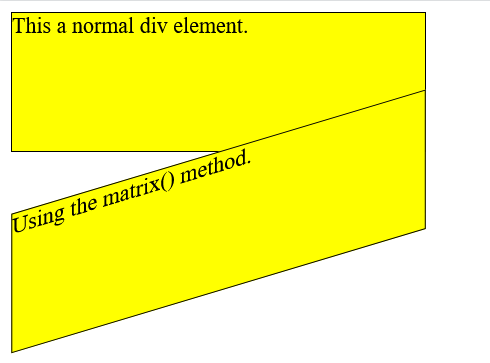 This a normal div element.
Using the matrix() method.